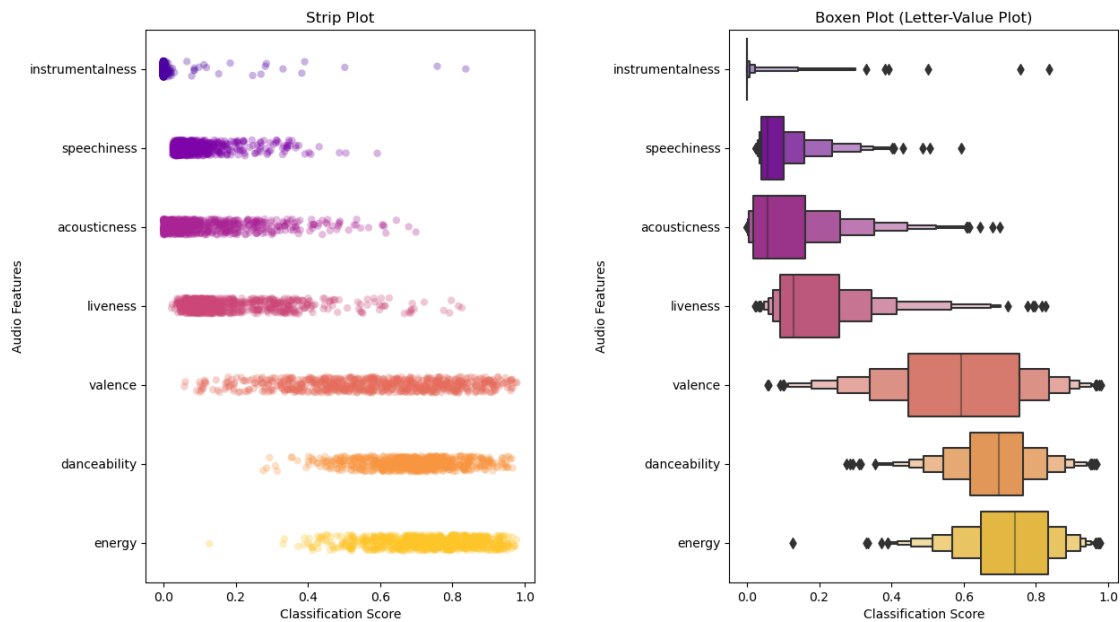 Strip Plot
Audio Features
instrumentalness
speechiness
acousticness
liveness
valence
danceability
energy
0.0 0.2 0.4 0.6 0.8 1.0
Classification Score
Boxen Plot (Letter-Value Plot)
Audio Features
instrumentalness
speechiness
acousticness
liveness
valence
danceability
energy
0.0 0.2 0.4 0.6 0.8 1.0
Classification Score